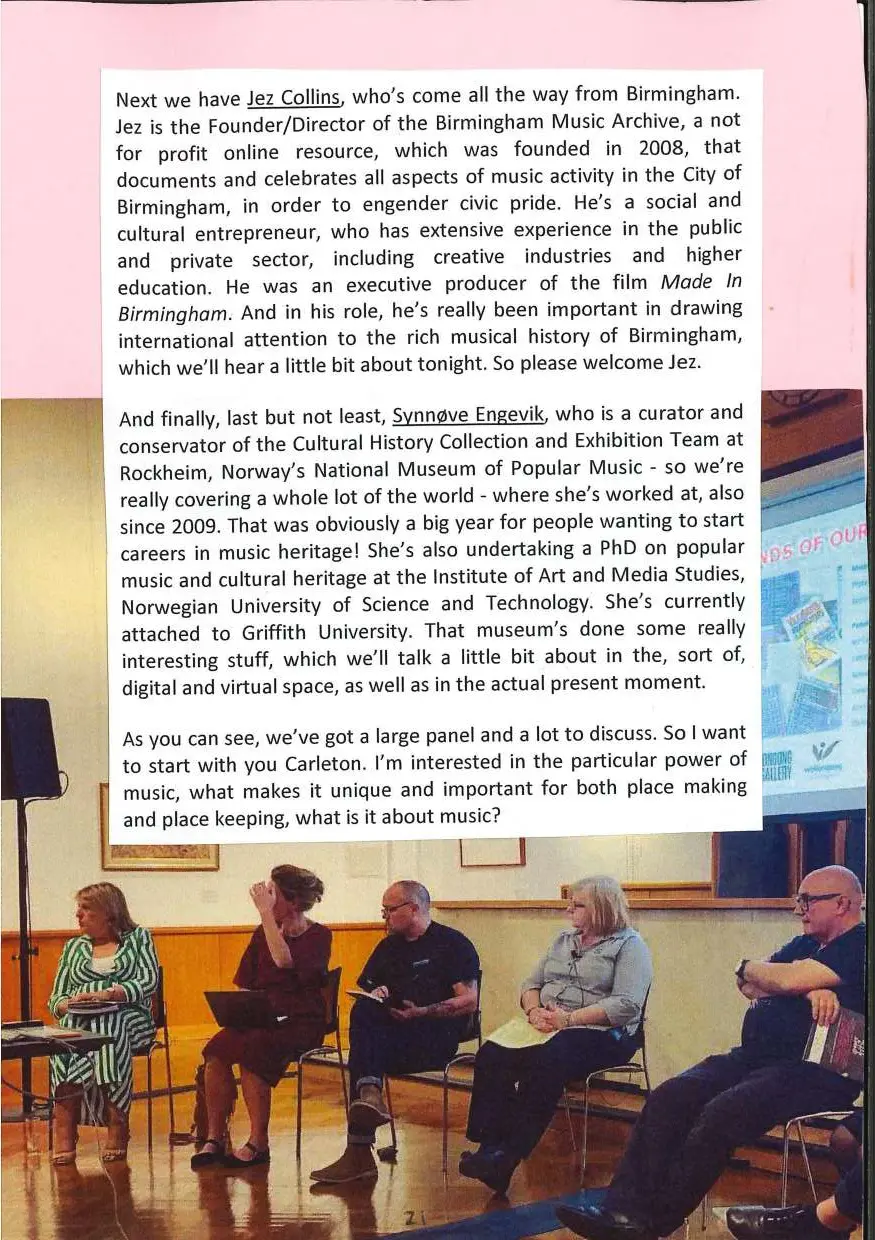 Next we have Jez Collins, who's come all the way from Birmingham.
Jez is the Founder/Director of the Birmingham Music Archive, a not
for profit online resource, which was founded in 2008, that
documents and celebrates all aspects of music activity in the City of
Birmingham, in order to engender civic pride. He's a social and
cultural entrepreneur, who has extensive experience in the public
and private sector, including creative industries and higher
education. He was an executive producer of the film Made In
Birmingham. And in his role, he's really been important in drawing
international attention to the rich musical history of Birmingham,
which we'll hear a little bit about tonight. So please welcome Jez.
And finally, last but not least, Synnøve Engevik, who is a curator and
conservator of the Cultural History Collection and Exhibition Team at
Rockheim, Norway's National Museum of Popular Music - so we're
really covering a whole lot of the world - where she's worked at, also
since 2009. That was obviously a big year for people wanting to start
careers in music heritage! She's also undertaking a PhD on popular
music and cultural heritage at the Institute of Art and Media Studies,
Norwegian University of Science and Technology. She's currently
attached to Griffith University. That museum's done some really
interesting stuff, which we'll talk a little bit about in the, sort of,
digital and virtual space, as well as in the actual present moment.
As you can see, we've got a large panel and a lot to discuss. So I want
to start with you Carleton. I'm interested in the particular power of
music, what makes it unique and important for both place making
and place keeping, what is it about music?
NDS OF OUR
ONGONG
GALLERY
21